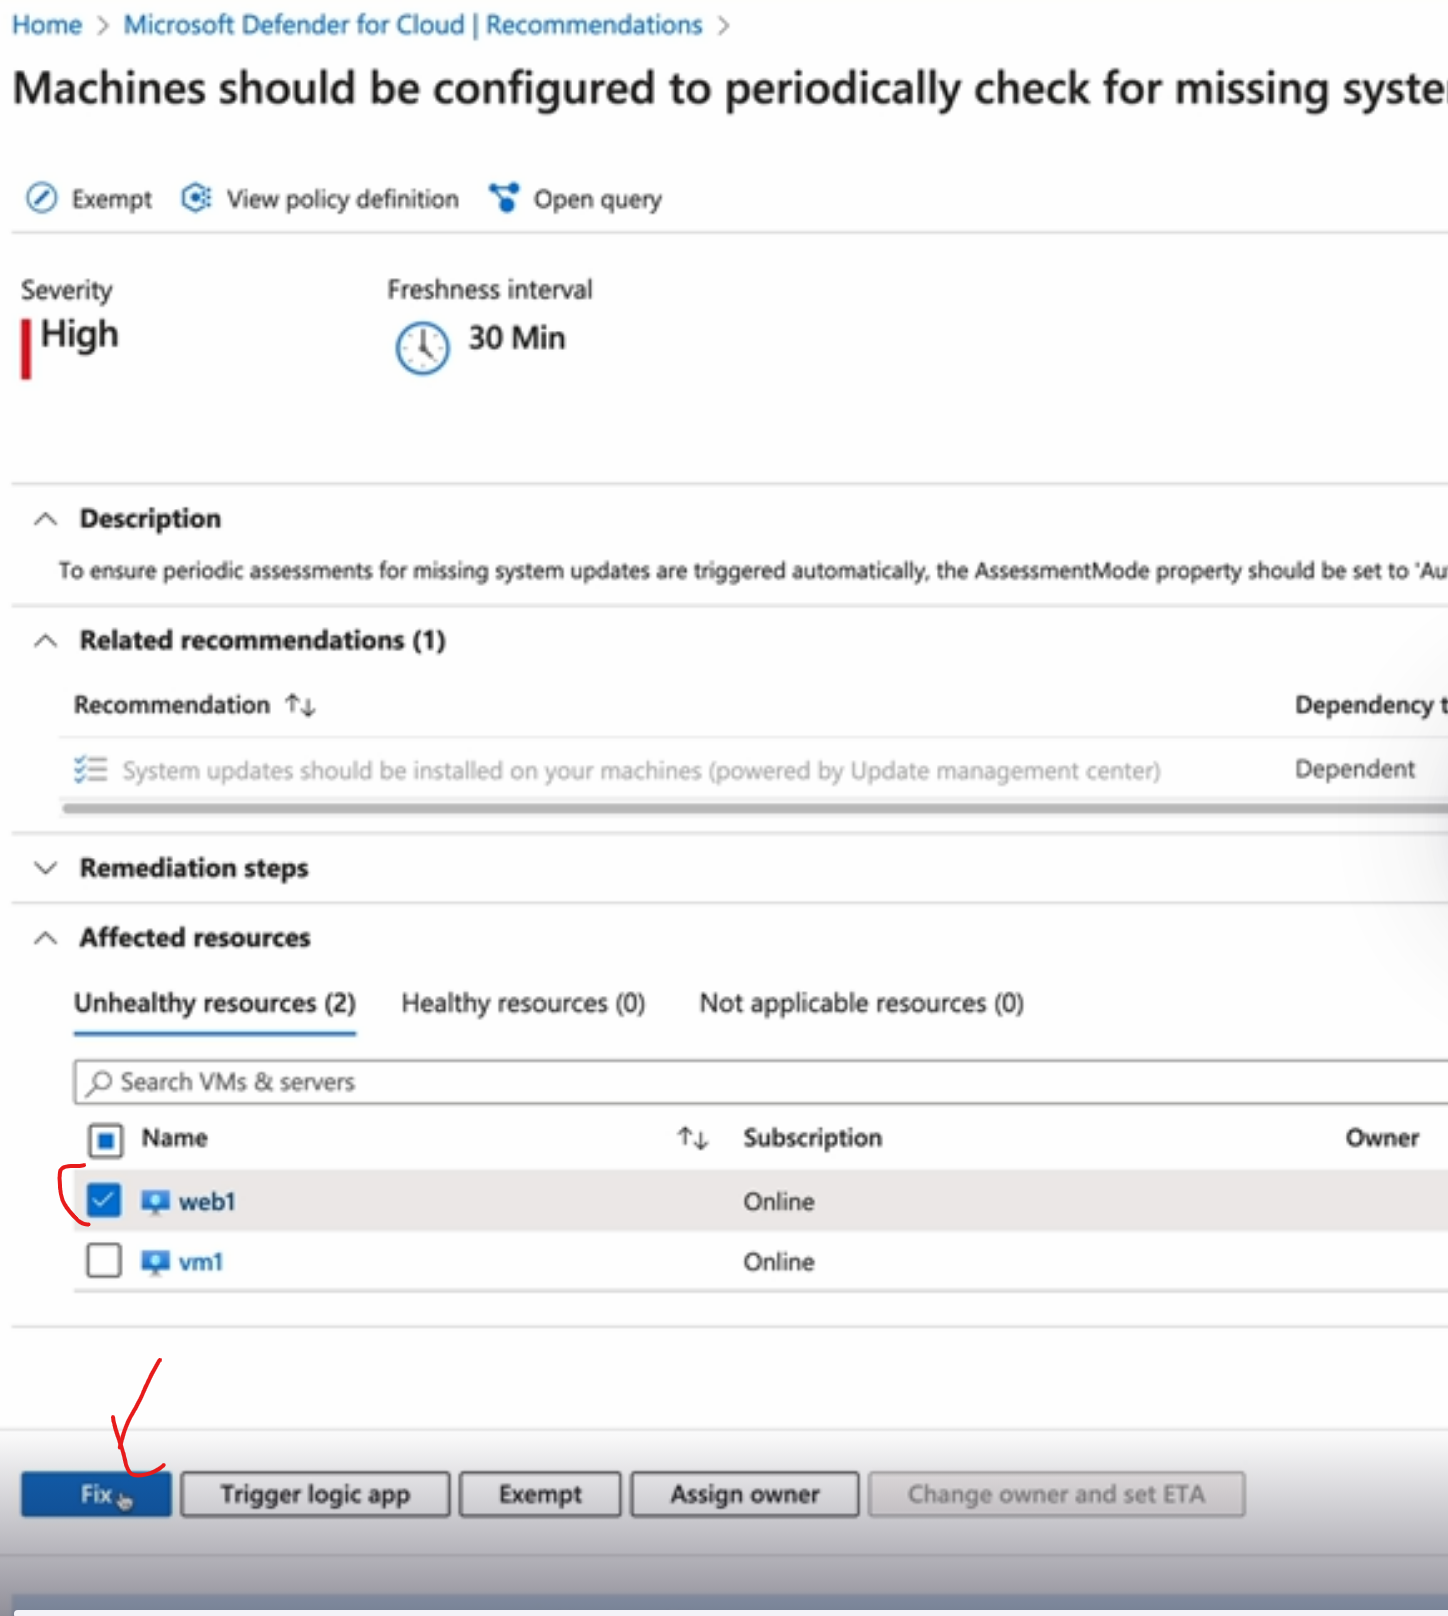 Home > Microsoft Defender for Cloud | Recommendations >
Machines should be configured to periodically check for missing syste
Exempt View policy definition Open query
Severity Freshness interval
High 30 Min
Description
To ensure periodic assessments for missing system updates are triggered automatically, the AssessmentMode property should be set to 'Au
Related recommendations (1)
Recommendation ↑↓ Dependency t
System updates should be installed on your machines (powered by Update management center) Dependent
Remediation steps
Affected resources
Unhealthy resources (2) Healthy resources (0) Not applicable resources (0)
Search VMs & servers
Name ↑↓ Subscription Owner
web1 Online
vm1 Online
Fix Trigger logic app Exempt Assign owner Change owner and set ETA